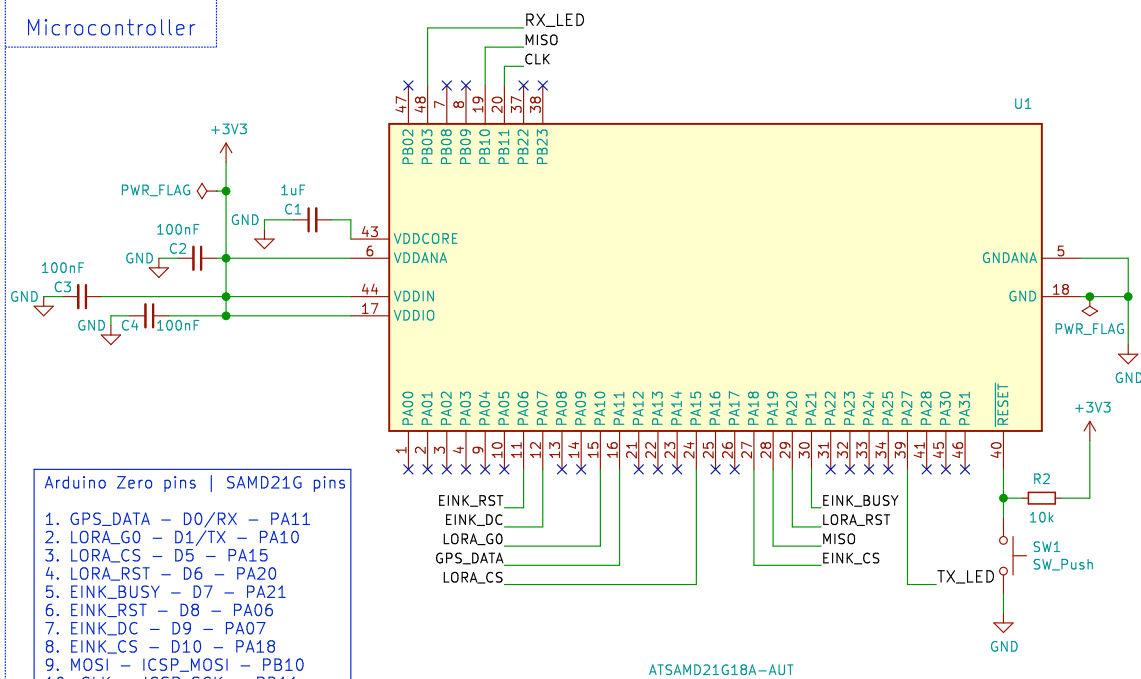 Microcontroller
RX_LED
MISO
CLK
47 48 7 8 19 20 37 38
U1
PB02 PB03 PB08 PB09 PB10 PB11 PB22 PB23
+3V3
PWR_FLAG
1uF
C1
GND
43 VDDCORE
100nF
C2
GND
6 VDDANA
GNDANA 5
100nF
C3
GND
44 VDDIN
GND 18
C4 100nF
GND
17 VDDIO
PWR_FLAG
GND
PA00 PA01 PA02 PA03 PA04 PA05 PA06 PA07 PA08 PA09 PA10 PA11 PA12 PA13 PA14 PA15 PA16 PA17 PA18 PA19 PA20 PA21 PA22 PA23 PA24 PA25 PA27 PA28 PA30 PA31 RESET
1 2 3 4 9 10 11 12 13 14 15 16 21 22 23 24 25 26 27 28 29 30 31 32 33 34 39 41 45 46 40
+3V3
R2
10k
EINK_RST
EINK_DC
LORA_G0
GPS_DATA
LORA_CS
EINK_BUSY
LORA_RST
MISO
EINK_CS
TX_LED
SW1
SW_Push
GND
ATSAMD21G18A-AUT
Arduino Zero pins | SAMD21G pins
1. GPS_DATA - D0/RX - PA11
2. LORA_G0 - D1/TX - PA10
3. LORA_CS - D5 - PA15
4. LORA_RST - D6 - PA20
5. EINK_BUSY - D7 - PA21
6. EINK_RST - D8 - PA06
7. EINK_DC - D9 - PA07
8. EINK_CS - D10 - PA18
9. MOSI - ICSP_MOSI - PB10